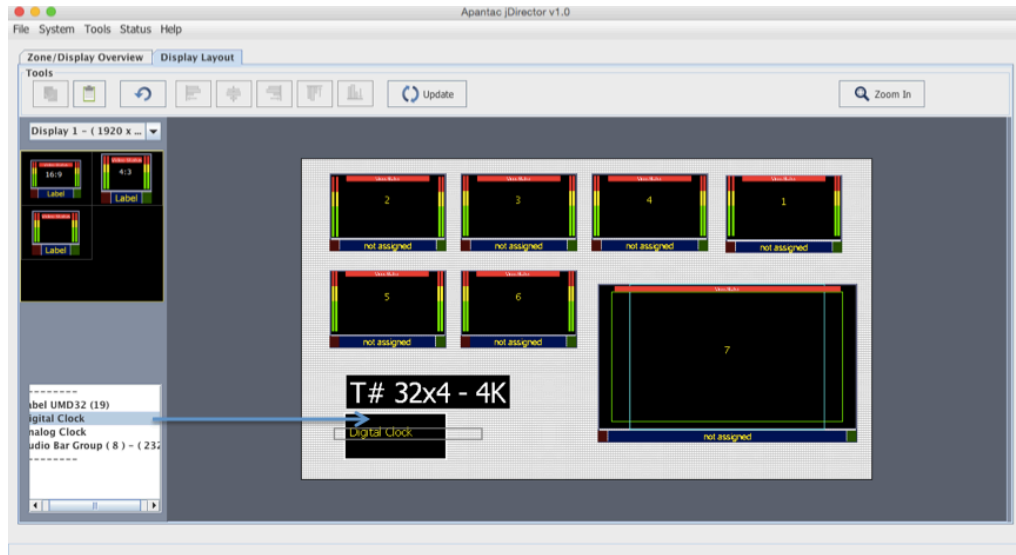 Apantac jDirector v1.0
File System Tools Status Help
Zone/Display Overview Display Layout
Tools
Update
Zoom In
Display 1 - ( 1920 x ...
16:9
4:3
Label
Label
Label
2
3
4
1
not assigned
not assigned
not assigned
not assigned
5
6
7
not assigned
not assigned
not assigned
T# 32x4 - 4K
Digital Clock
--------
abel UMD32 (19)
igital Clock
nalog Clock
udio Bar Group ( 8 ) - ( 232
--------